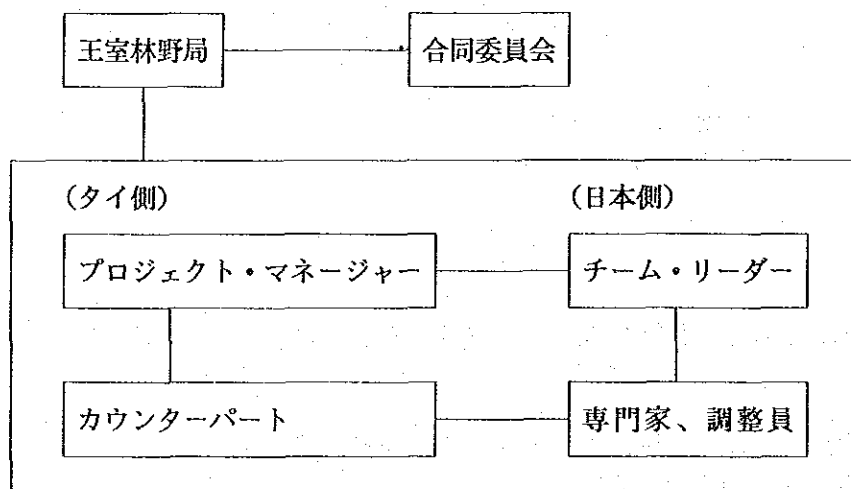 王室林野局
合同委員会
(タイ側)
(日本側)
プロジェクト・マネージャー
チーム・リーダー
カウンターパート
専門家、調整員